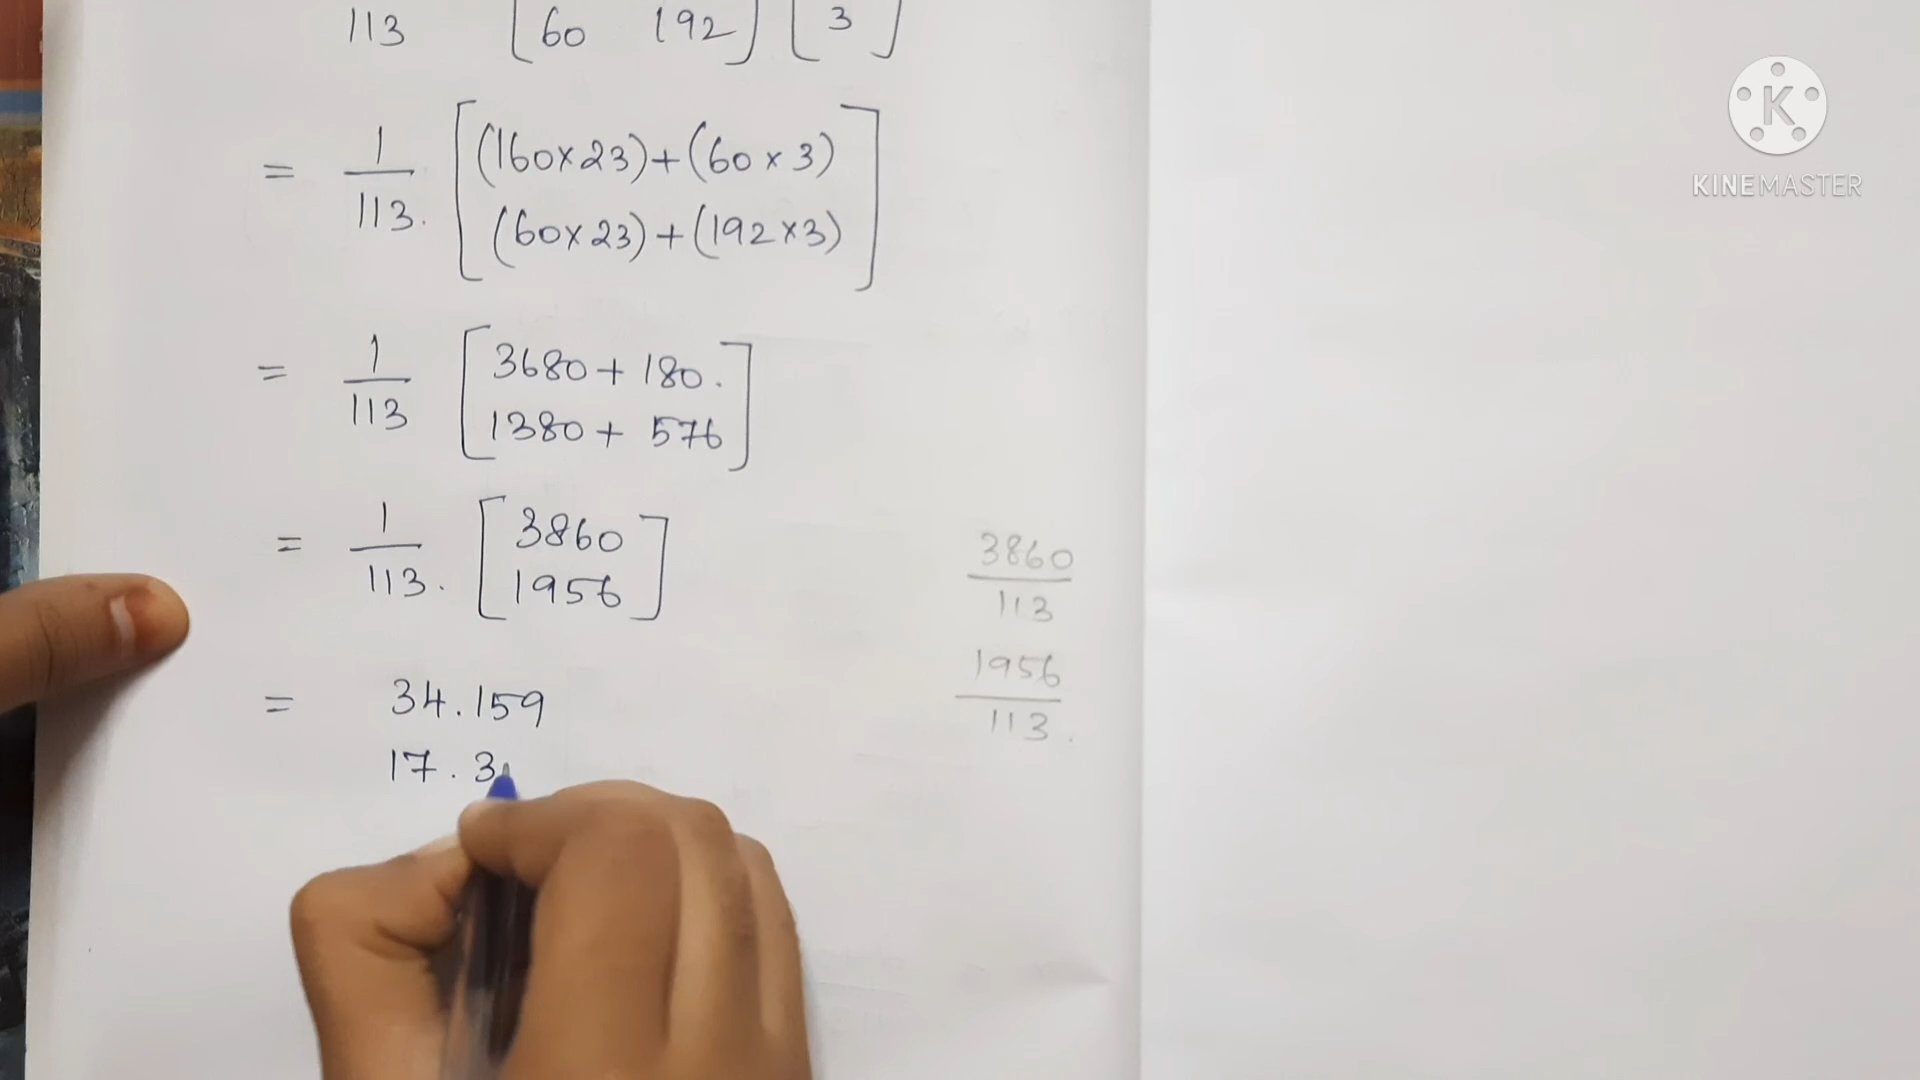 113 [ 60 192 ] [ 3 ]
= 1/113. [ (160×23)+(60×3)
(60×23)+(192×3) ]
= 1/113 [ 3680+ 180.
1380+ 576 ]
= 1/113. [ 3860
1956 ]
= 34.159
17.3
3860
113
1956
113.
K
KINEMASTER